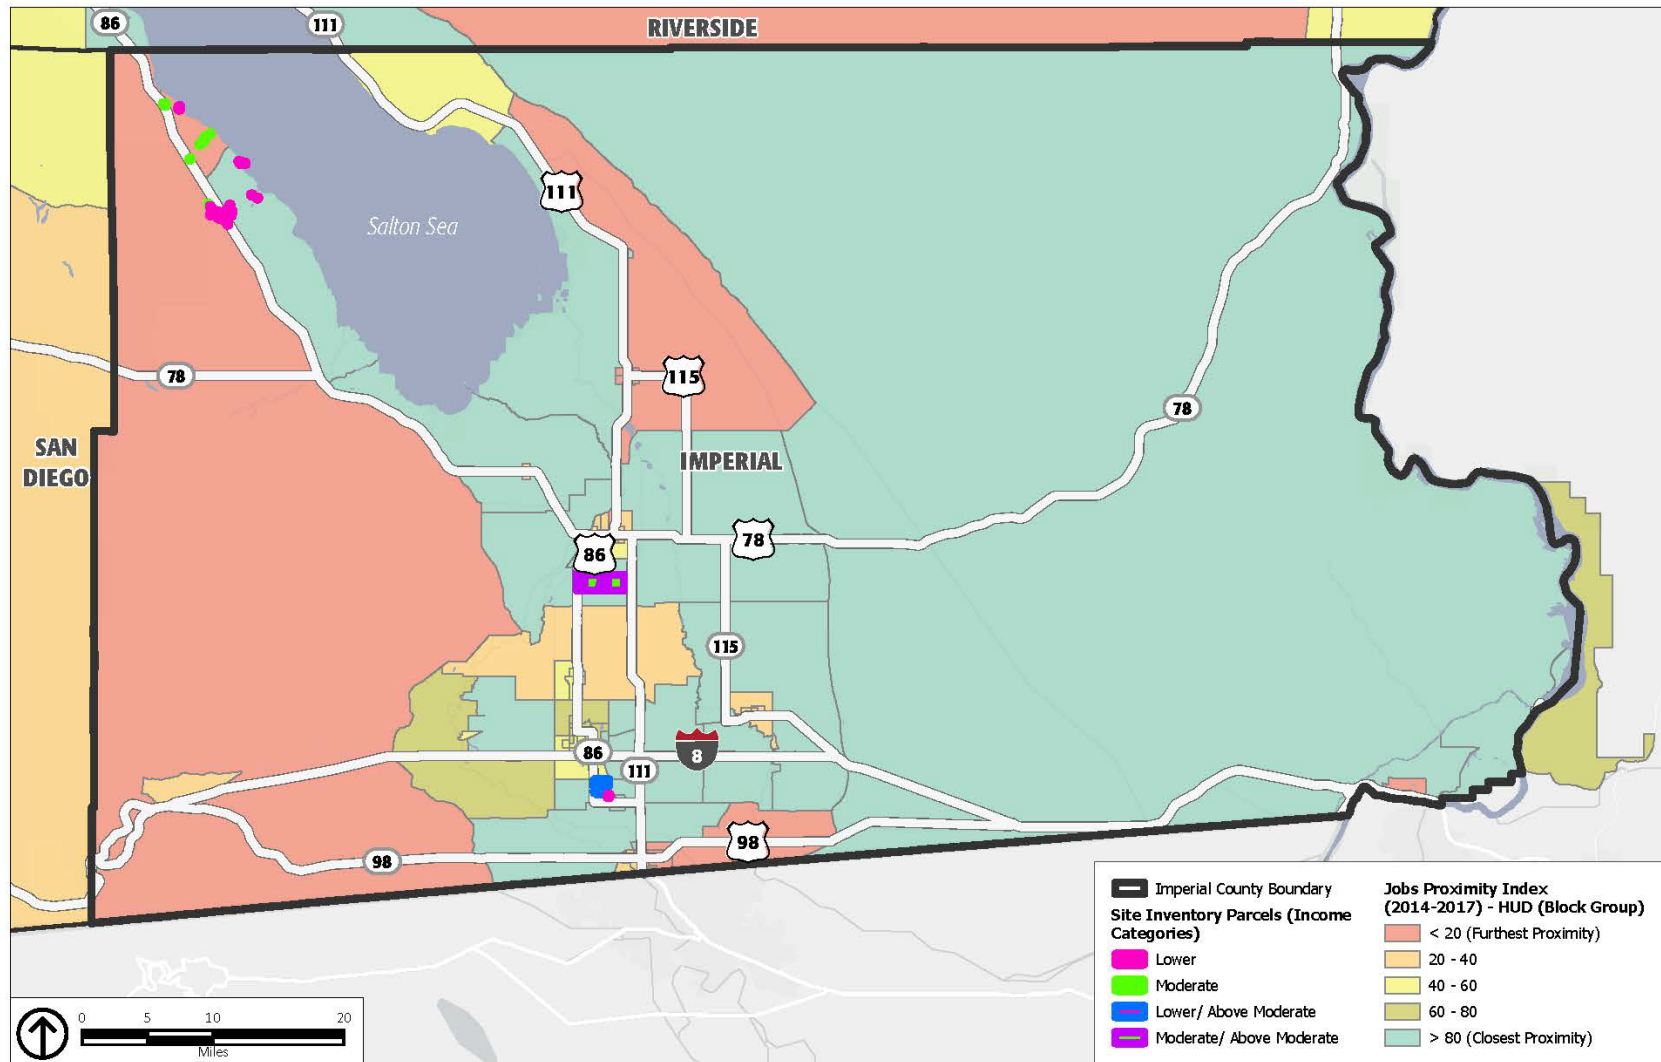 86
111
RIVERSIDE
Salton Sea
111
78
115
78
SAN
DIEGO
IMPERIAL
86
78
115
86
111
8
98
98
Imperial County Boundary
Site Inventory Parcels (Income
Categories)
Lower
Moderate
Lower/ Above Moderate
Moderate/ Above Moderate
Jobs Proximity Index
(2014-2017) - HUD (Block Group)
< 20 (Furthest Proximity)
20 - 40
40 - 60
60 - 80
> 80 (Closest Proximity)
0 5 10 20
Miles